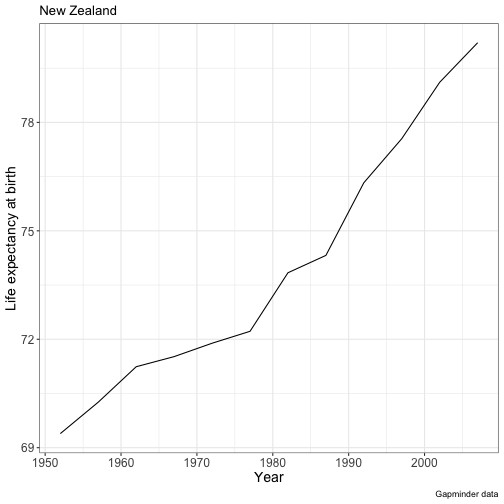 New Zealand
Life expectancy at birth
78
75
72
69
1950
1960
1970
1980
1990
2000
Year
Gapminder data